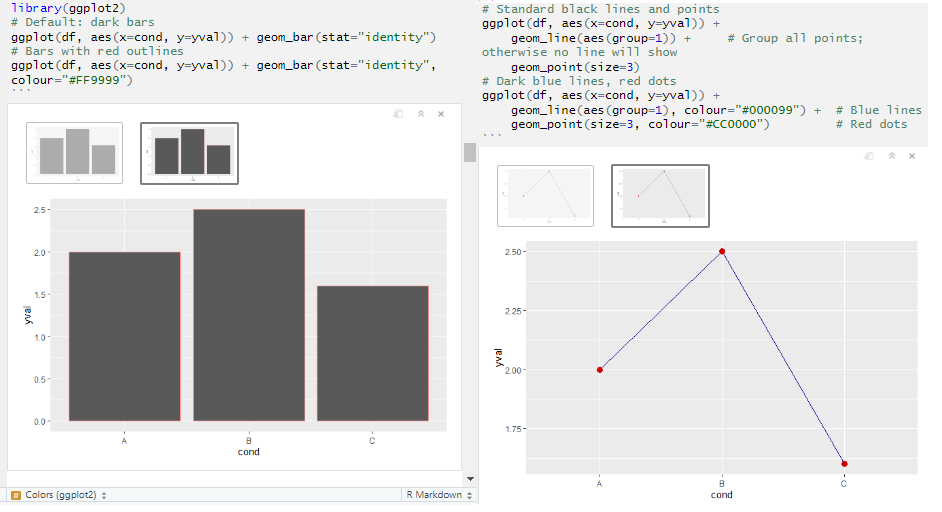 library(ggplot2)
# Default: dark bars
ggplot(df, aes(x=cond, y=yval)) + geom_bar(stat="identity")
# Bars with red outlines
ggplot(df, aes(x=cond, y=yval)) + geom_bar(stat="identity",
colour="#FF9999")
```
2.5
2.0
1.5
1.0
0.5
0.0
yval
A B C
cond
Colors (ggplot2)
R Markdown
# Standard black lines and points
ggplot(df, aes(x=cond, y=yval)) +
    geom_line(aes(group=1)) +     # Group all points;
otherwise no line will show
    geom_point(size=3)
# Dark blue lines, red dots
ggplot(df, aes(x=cond, y=yval)) +
    geom_line(aes(group=1), colour="#000099") +  # Blue lines
    geom_point(size=3, colour="#CC0000")         # Red dots
```
2.50
2.25
2.00
1.75
yval
A B C
cond